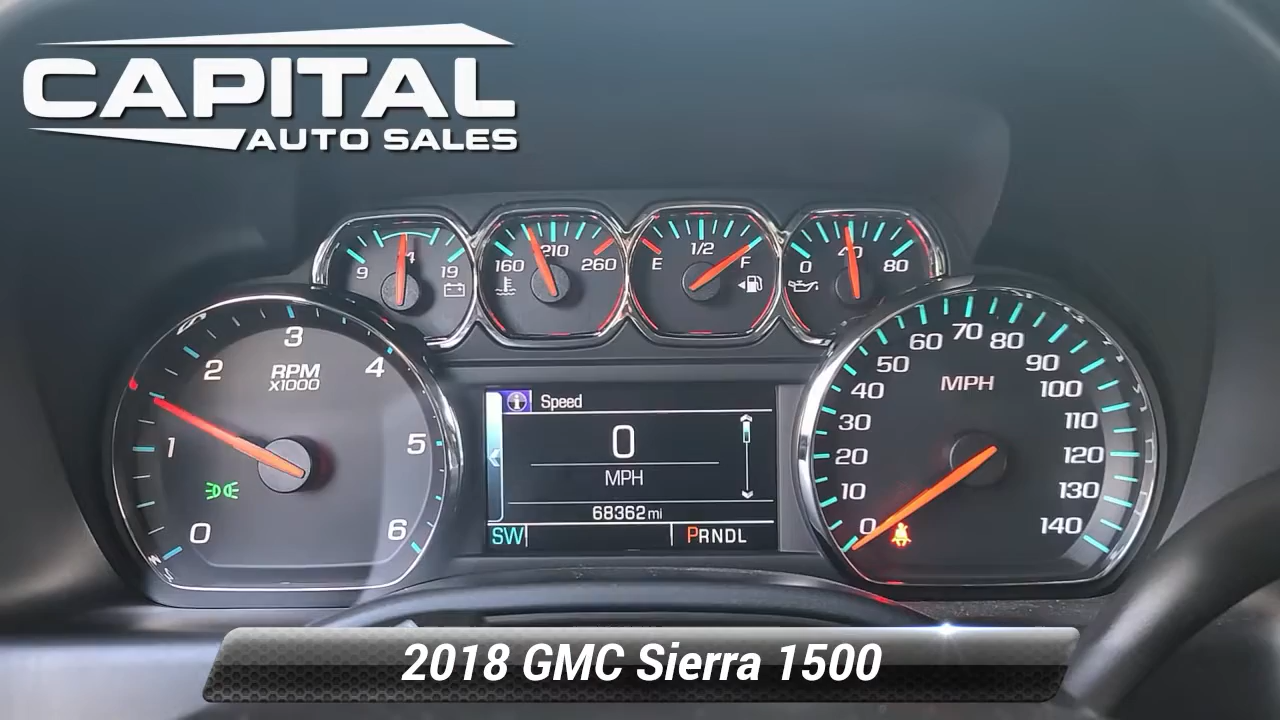 CAPITAL
AUTO SALES
9 14 19
160 210 260
E 1/2 F
0 40 80
RPM
X1000
0 1 2 3 4 5 6
MPH
0 10 20 30 40 50 60 70 80 90 100 110 120 130 140
Speed
0
MPH
68362 mi
SW PRNDL
2018 GMC Sierra 1500